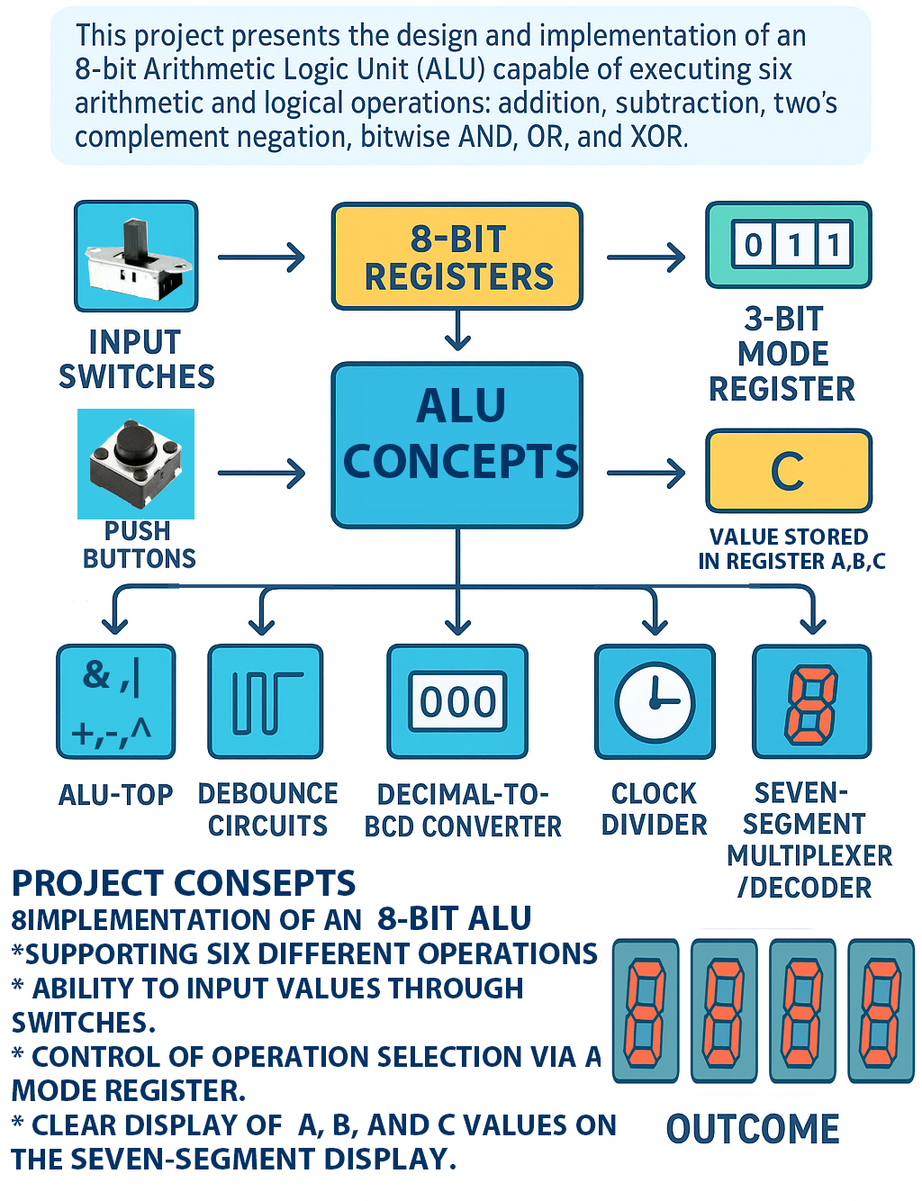 This project presents the design and implementation of an
8-bit Arithmetic Logic Unit (ALU) capable of executing six
arithmetic and logical operations: addition, subtraction, two's
complement negation, bitwise AND, OR, and XOR.
INPUT
SWITCHES
8-BIT
REGISTERS
0 1 1
3-BIT
MODE
REGISTER
PUSH
BUTTONS
ALU
CONCEPTS
C
VALUE STORED
IN REGISTER A,B,C
& ,|
+,-,^
ALU-TOP
DEBOUNCE
CIRCUITS
000
DECIMAL-TO-
BCD CONVERTER
CLOCK
DIVIDER
8
SEVEN-
SEGMENT
MULTIPLEXER
/DECODER
PROJECT CONSEPTS
8IMPLEMENTATION OF AN 8-BIT ALU
*SUPPORTING SIX DIFFERENT OPERATIONS
* ABILITY TO INPUT VALUES THROUGH
SWITCHES.
* CONTROL OF OPERATION SELECTION VIA A
MODE REGISTER.
* CLEAR DISPLAY OF A, B, AND C VALUES ON
THE SEVEN-SEGMENT DISPLAY.
8 8 8 8
OUTCOME